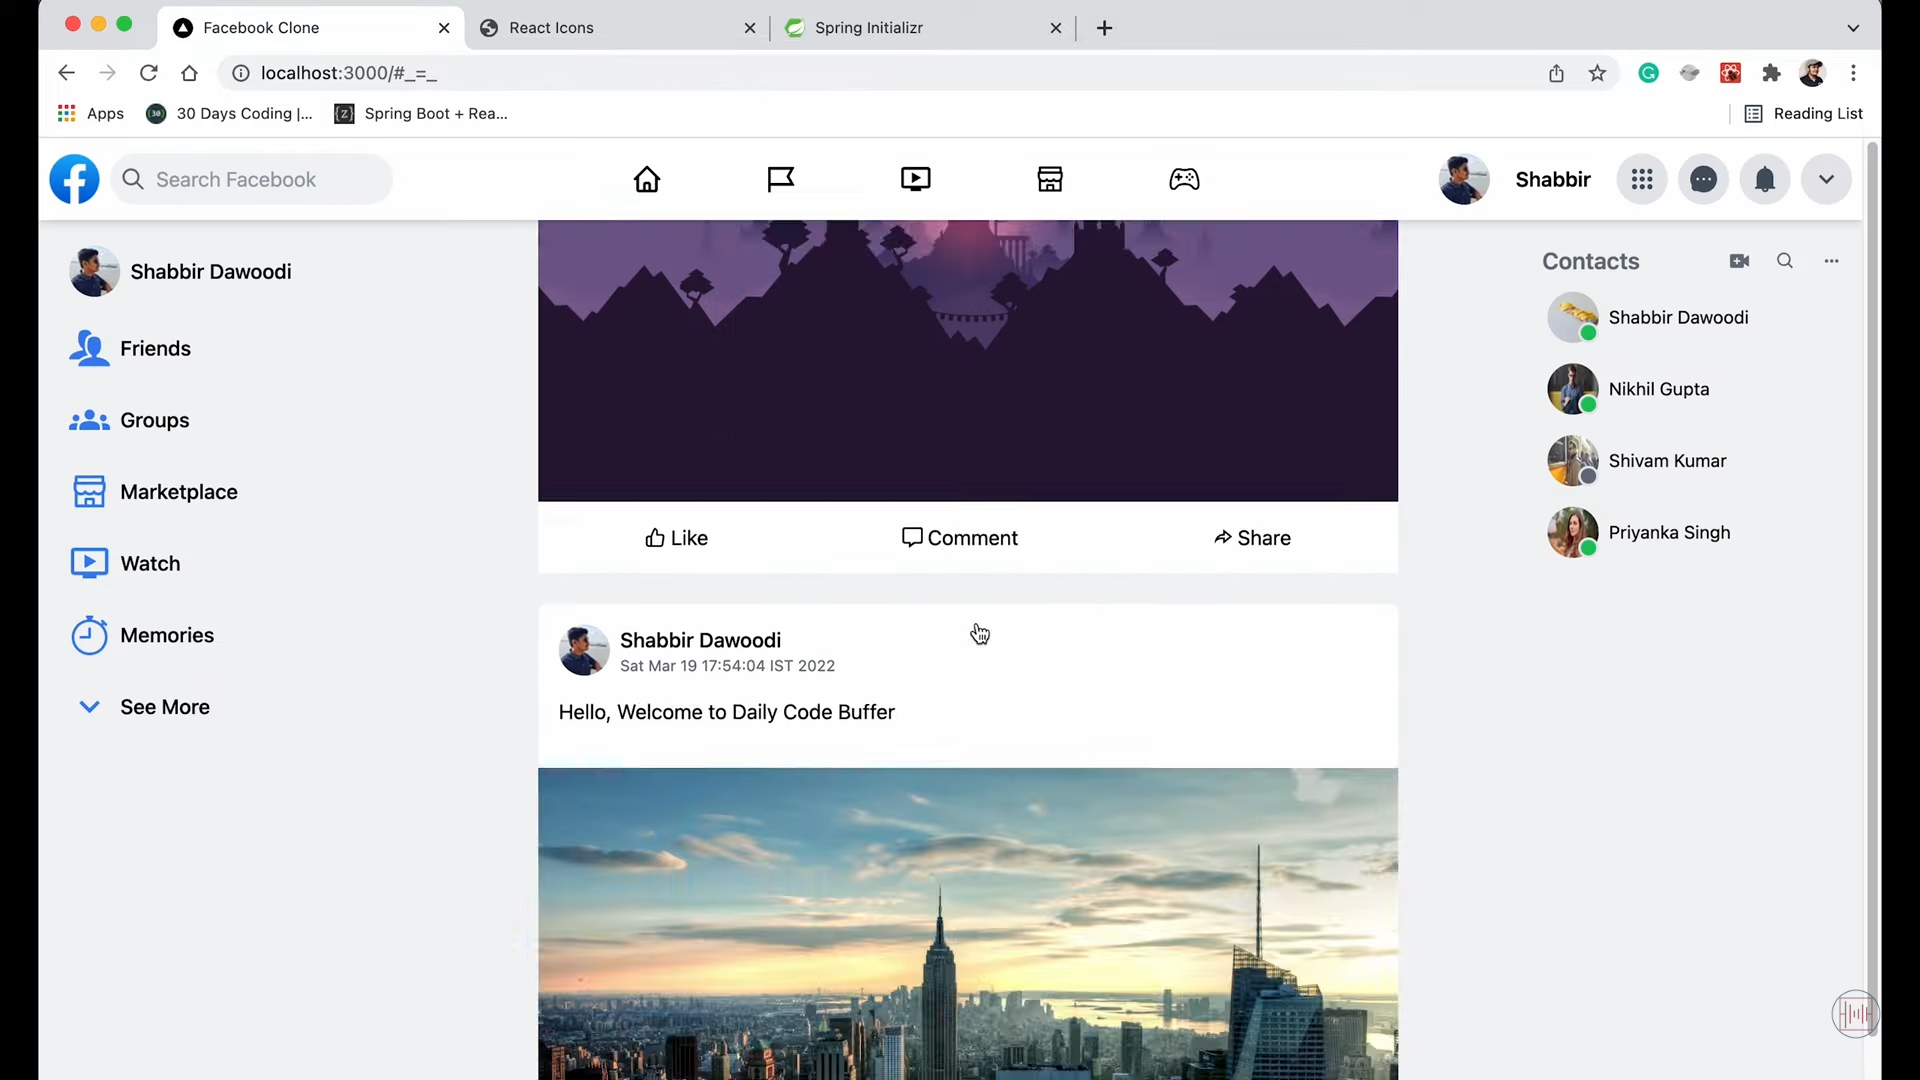 Facebook Clone
React Icons
Spring Initializr
localhost:3000/#_=_
Apps
30 Days Coding |...
Spring Boot + Rea...
Reading List
Search Facebook
Shabbir
Shabbir Dawoodi
Friends
Groups
Marketplace
Watch
Memories
See More
Like
Comment
Share
Shabbir Dawoodi
Sat Mar 19 17:54:04 IST 2022
Hello, Welcome to Daily Code Buffer
Contacts
Shabbir Dawoodi
Nikhil Gupta
Shivam Kumar
Priyanka Singh